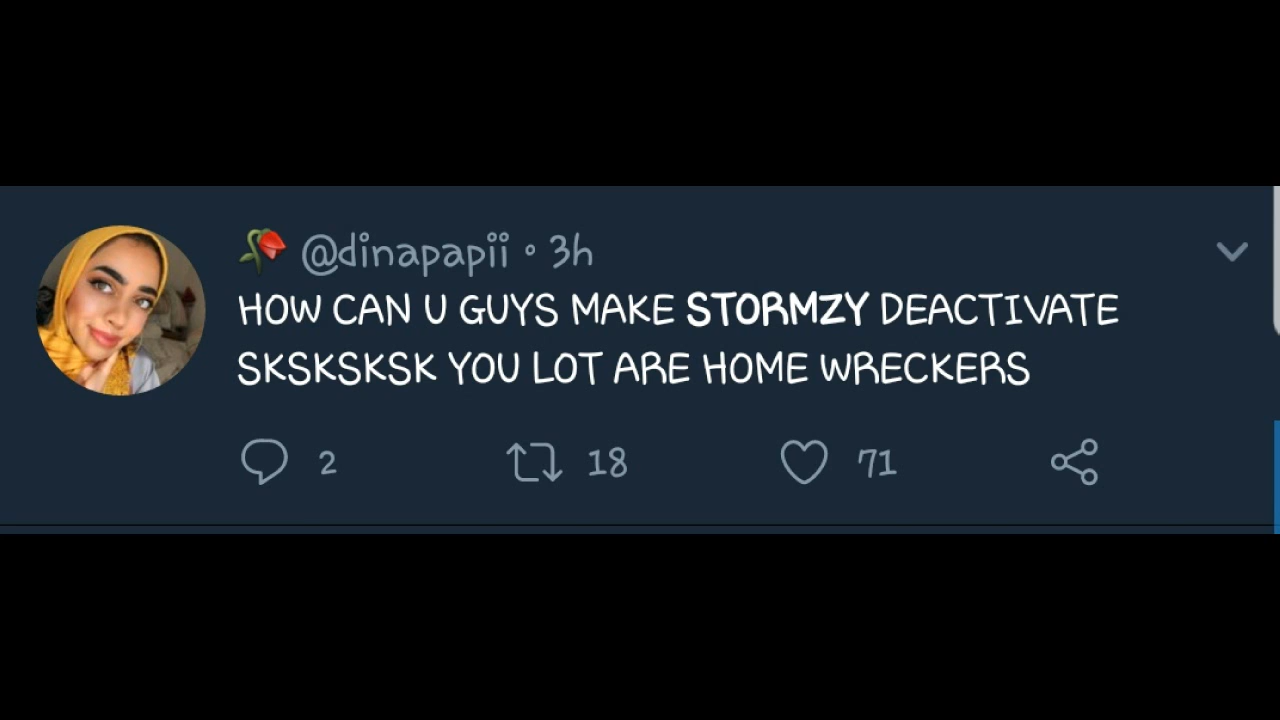 🥀 @dinapapii • 3h
HOW CAN U GUYS MAKE STORMZY DEACTIVATE
SKSKSKSK YOU LOT ARE HOME WRECKERS
2 18 71